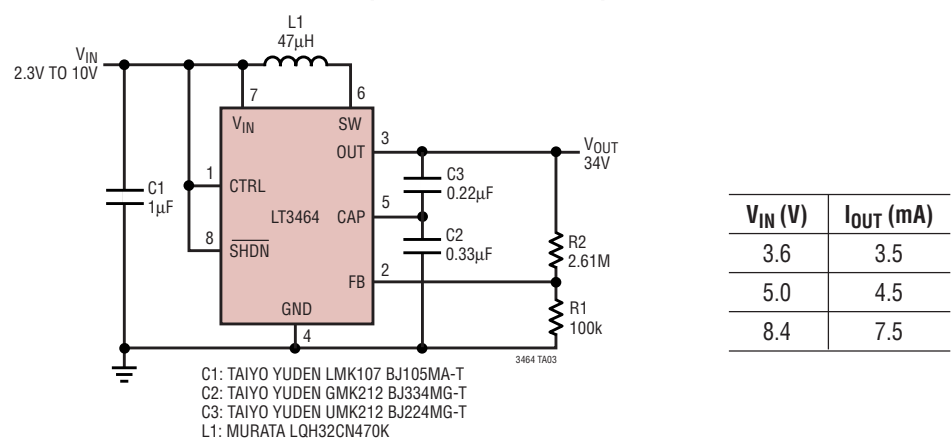 L1
47µH
VIN
2.3V TO 10V
7
6
VIN
SW
3
OUT
VOUT
34V
C3
0.22µF
1
CTRL
C1
1µF
LT3464
CAP
5
C2
0.33µF
8
SHDN
R2
2.61M
FB
2
GND
R1
100k
4
3464 TA03
C1: TAIYO YUDEN LMK107 BJ105MA-T
C2: TAIYO YUDEN GMK212 BJ334MG-T
C3: TAIYO YUDEN UMK212 BJ224MG-T
L1: MURATA LQH32CN470K
VIN (V) IOUT (mA)
3.6 3.5
5.0 4.5
8.4 7.5